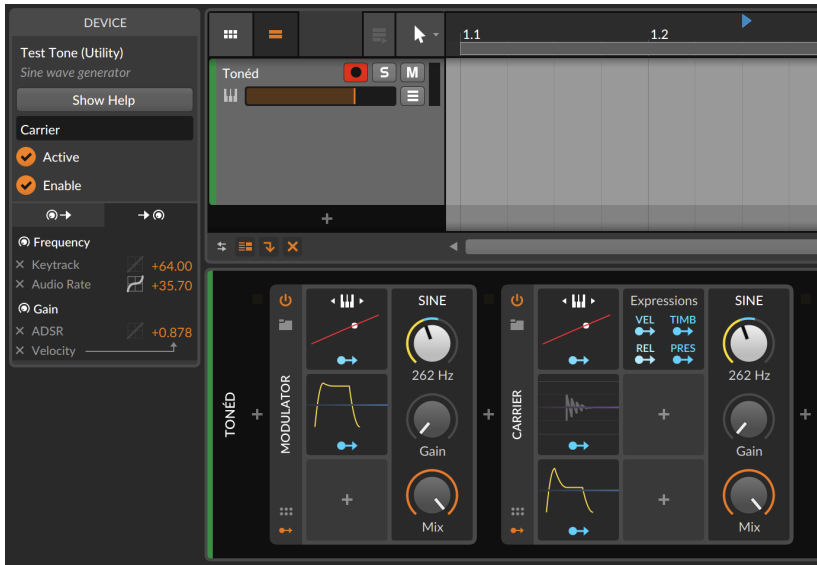 DEVICE
Test Tone (Utility)
Sine wave generator
Show Help
Carrier
Active
Enable
Frequency
Keytrack +64.00
Audio Rate +35.70
Gain
ADSR +0.878
Velocity
1.1 1.2
Tonéd S M
+
TONÉD
+
MODULATOR
SINE
262 Hz
Gain
+
Mix
+
CARRIER
Expressions
VEL TIMB
REL PRES
SINE
262 Hz
+
Gain
+
Mix
+